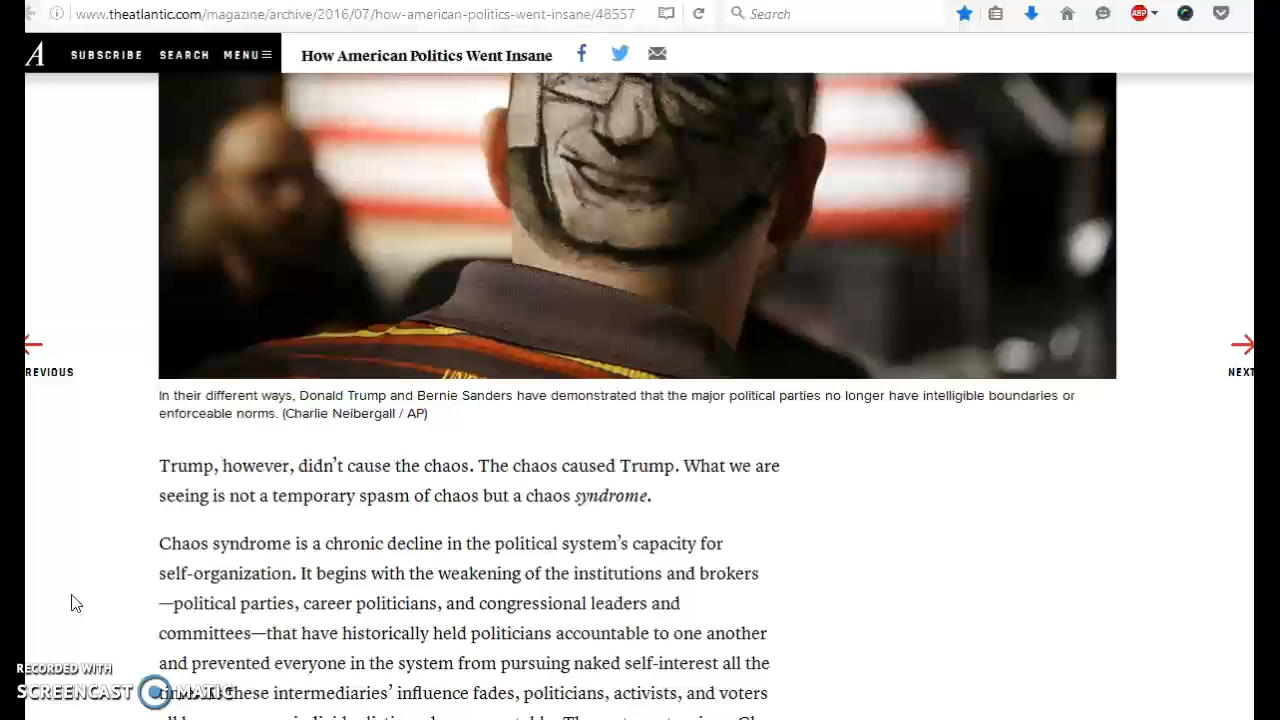 www.theatlantic.com/magazine/archive/2016/07/how-american-politics-went-insane/48557
Search
ABP
A SUBSCRIBE SEARCH MENU
How American Politics Went Insane
REVIOUS
NEXT
In their different ways, Donald Trump and Bernie Sanders have demonstrated that the major political parties no longer have intelligible boundaries or
enforceable norms. (Charlie Neibergall / AP)
Trump, however, didn’t cause the chaos. The chaos caused Trump. What we are
seeing is not a temporary spasm of chaos but a chaos syndrome.
Chaos syndrome is a chronic decline in the political system’s capacity for
self-organization. It begins with the weakening of the institutions and brokers
—political parties, career politicians, and congressional leaders and
committees—that have historically held politicians accountable to one another
and prevented everyone in the system from pursuing naked self-interest all the
these intermediaries’ influence fades, politicians, activists, and voters
RECORDED WITH
SCREENCAST MATIC